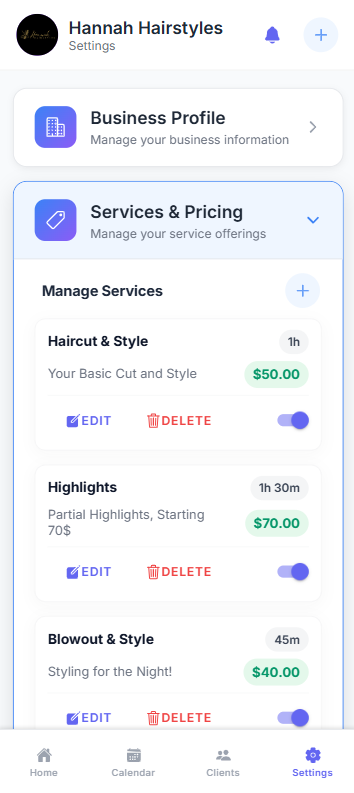 Hannah Hairstyles
Settings
Business Profile
Manage your business information
Services & Pricing
Manage your service offerings
Manage Services
Haircut & Style
1h
Your Basic Cut and Style
$50.00
EDIT
DELETE
Highlights
1h 30m
Partial Highlights, Starting
70$
$70.00
EDIT
DELETE
Blowout & Style
45m
Styling for the Night!
$40.00
EDIT
DELETE
Home
Calendar
Clients
Settings